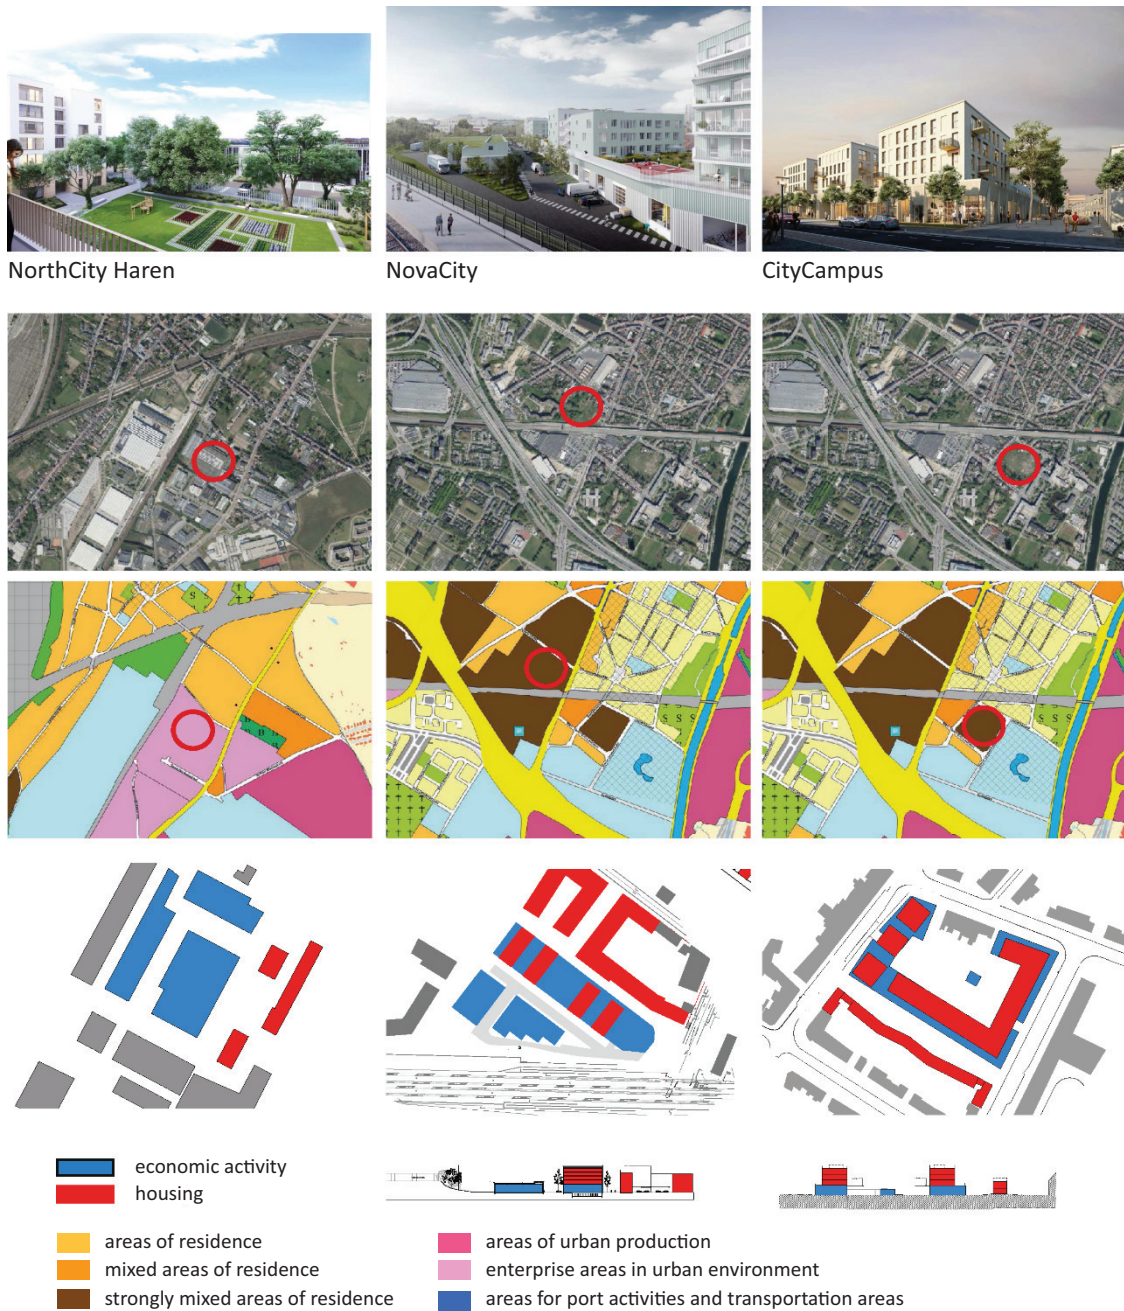 NorthCity Haren
NovaCity
CityCampus
economic activity
housing
areas of residence
mixed areas of residence
strongly mixed areas of residence
areas of urban production
enterprise areas in urban environment
areas for port activities and transportation areas